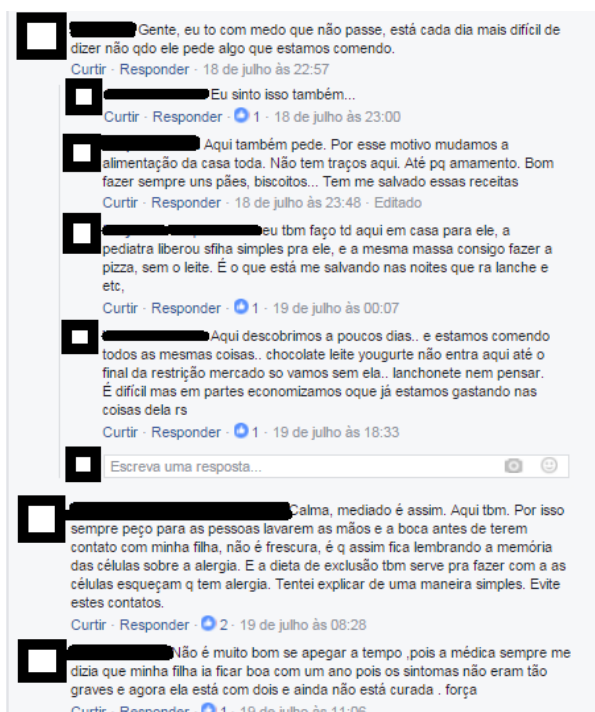 Gente, eu to com medo que não passe, está cada dia mais difícil de
dizer não qdo ele pede algo que estamos comendo.
Curtir · Responder · 18 de julho às 22:57
Eu sinto isso também...
Curtir · Responder · 1 · 18 de julho às 23:00
Aqui também pede. Por esse motivo mudamos a
alimentação da casa toda. Não tem traços aqui. Até pq amamento. Bom
fazer sempre uns pães, biscoitos... Tem me salvado essas receitas
Curtir · Responder · 18 de julho às 23:48 · Editado
eu tbm faço td aqui em casa para ele, a
pediatra liberou sfiha simples pra ele, e a mesma massa consigo fazer a
pizza, sem o leite. É o que está me salvando nas noites que ra lanche e
etc,
Curtir · Responder · 1 · 19 de julho às 00:07
Aqui descobrimos a poucos dias.. e estamos comendo
todos as mesmas coisas.. chocolate leite yougurte não entra aqui até o
final da restrição mercado so vamos sem ela.. lanchonete nem pensar.
É difícil mas em partes economizamos oque já estamos gastando nas
coisas dela rs
Curtir · Responder · 1 · 19 de julho às 18:33
Escreva uma resposta...
Calma, mediado é assim. Aqui tbm. Por isso
sempre peço para as pessoas lavarem as mãos e a boca antes de terem
contato com minha filha, não é frescura, é q assim fica lembrando a memória
das células sobre a alergia. E a dieta de exclusão tbm serve pra fazer com a as
células esqueçam q tem alergia. Tentei explicar de uma maneira simples. Evite
estes contatos.
Curtir · Responder · 2 · 19 de julho às 08:28
Não é muito bom se apegar a tempo ,pois a médica sempre me
dizia que minha filha ia ficar boa com um ano pois os sintomas não eram tão
graves e agora ela está com dois e ainda não está curada . força
Curtir · Responder · 1 · 19 de julho às 11:06